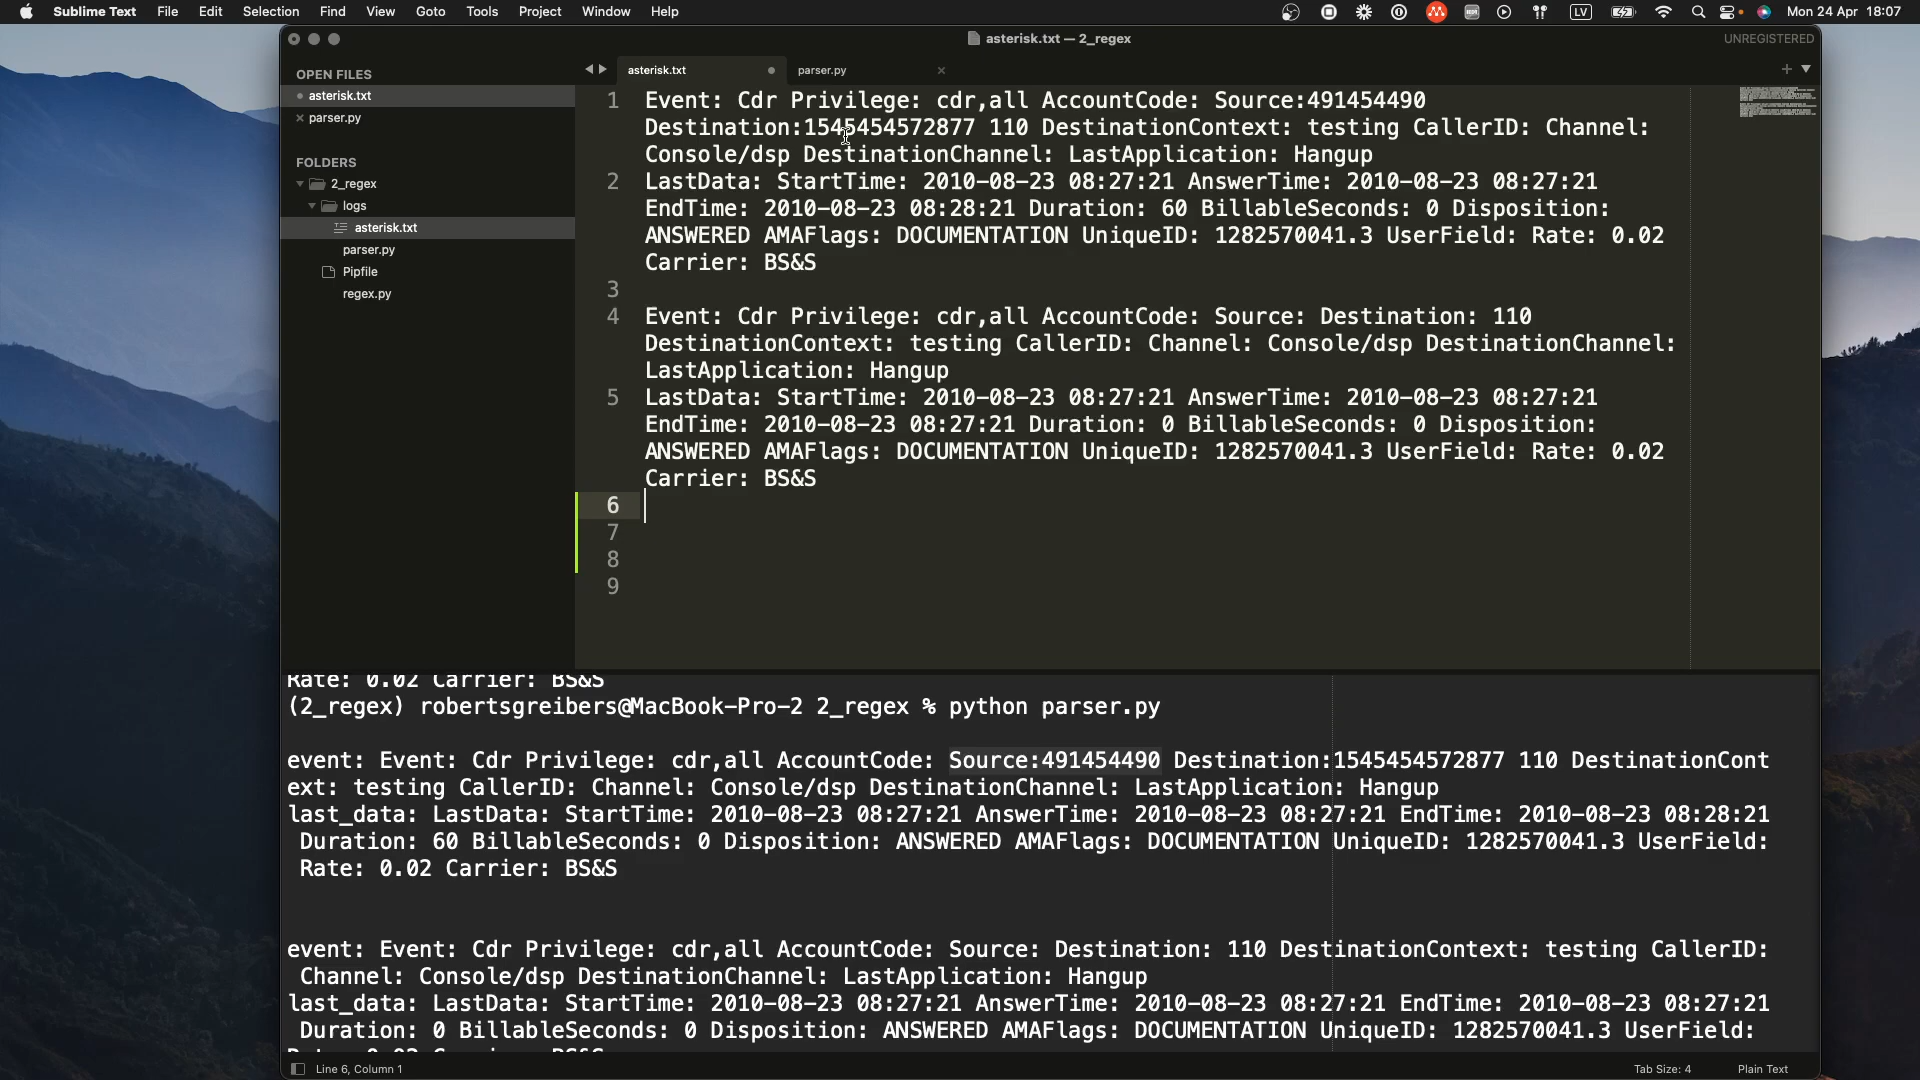 Sublime Text File Edit Selection Find View Goto Tools Project Window Help LV Mon 24 Apr 18:07
asterisk.txt — 2_regex UNREGISTERED
OPEN FILES
asterisk.txt
parser.py
FOLDERS
2_regex
logs
asterisk.txt
parser.py
Pipfile
regex.py
asterisk.txt parser.py
1 Event: Cdr Privilege: cdr,all AccountCode: Source:491454490
Destination:1545454572877 110 DestinationContext: testing CallerID: Channel:
Console/dsp DestinationChannel: LastApplication: Hangup
2 LastData: StartTime: 2010-08-23 08:27:21 AnswerTime: 2010-08-23 08:27:21
EndTime: 2010-08-23 08:28:21 Duration: 60 BillableSeconds: 0 Disposition:
ANSWERED AMAFlags: DOCUMENTATION UniqueID: 1282570041.3 UserField: Rate: 0.02
Carrier: BS&S
3
4 Event: Cdr Privilege: cdr,all AccountCode: Source: Destination: 110
DestinationContext: testing CallerID: Channel: Console/dsp DestinationChannel:
LastApplication: Hangup
5 LastData: StartTime: 2010-08-23 08:27:21 AnswerTime: 2010-08-23 08:27:21
EndTime: 2010-08-23 08:27:21 Duration: 0 BillableSeconds: 0 Disposition:
ANSWERED AMAFlags: DOCUMENTATION UniqueID: 1282570041.3 UserField: Rate: 0.02
Carrier: BS&S
6
7
8
9
Rate: 0.02 Carrier: BS&S
(2_regex) robertsgreibers@MacBook-Pro-2 2_regex % python parser.py
event: Event: Cdr Privilege: cdr,all AccountCode: Source:491454490 Destination:1545454572877 110 DestinationCont
ext: testing CallerID: Channel: Console/dsp DestinationChannel: LastApplication: Hangup
last_data: LastData: StartTime: 2010-08-23 08:27:21 AnswerTime: 2010-08-23 08:27:21 EndTime: 2010-08-23 08:28:21
Duration: 60 BillableSeconds: 0 Disposition: ANSWERED AMAFlags: DOCUMENTATION UniqueID: 1282570041.3 UserField:
Rate: 0.02 Carrier: BS&S
event: Event: Cdr Privilege: cdr,all AccountCode: Source: Destination: 110 DestinationContext: testing CallerID:
Channel: Console/dsp DestinationChannel: LastApplication: Hangup
last_data: LastData: StartTime: 2010-08-23 08:27:21 AnswerTime: 2010-08-23 08:27:21 EndTime: 2010-08-23 08:27:21
Duration: 0 BillableSeconds: 0 Disposition: ANSWERED AMAFlags: DOCUMENTATION UniqueID: 1282570041.3 UserField:
Line 6, Column 1 Tab Size: 4 Plain Text